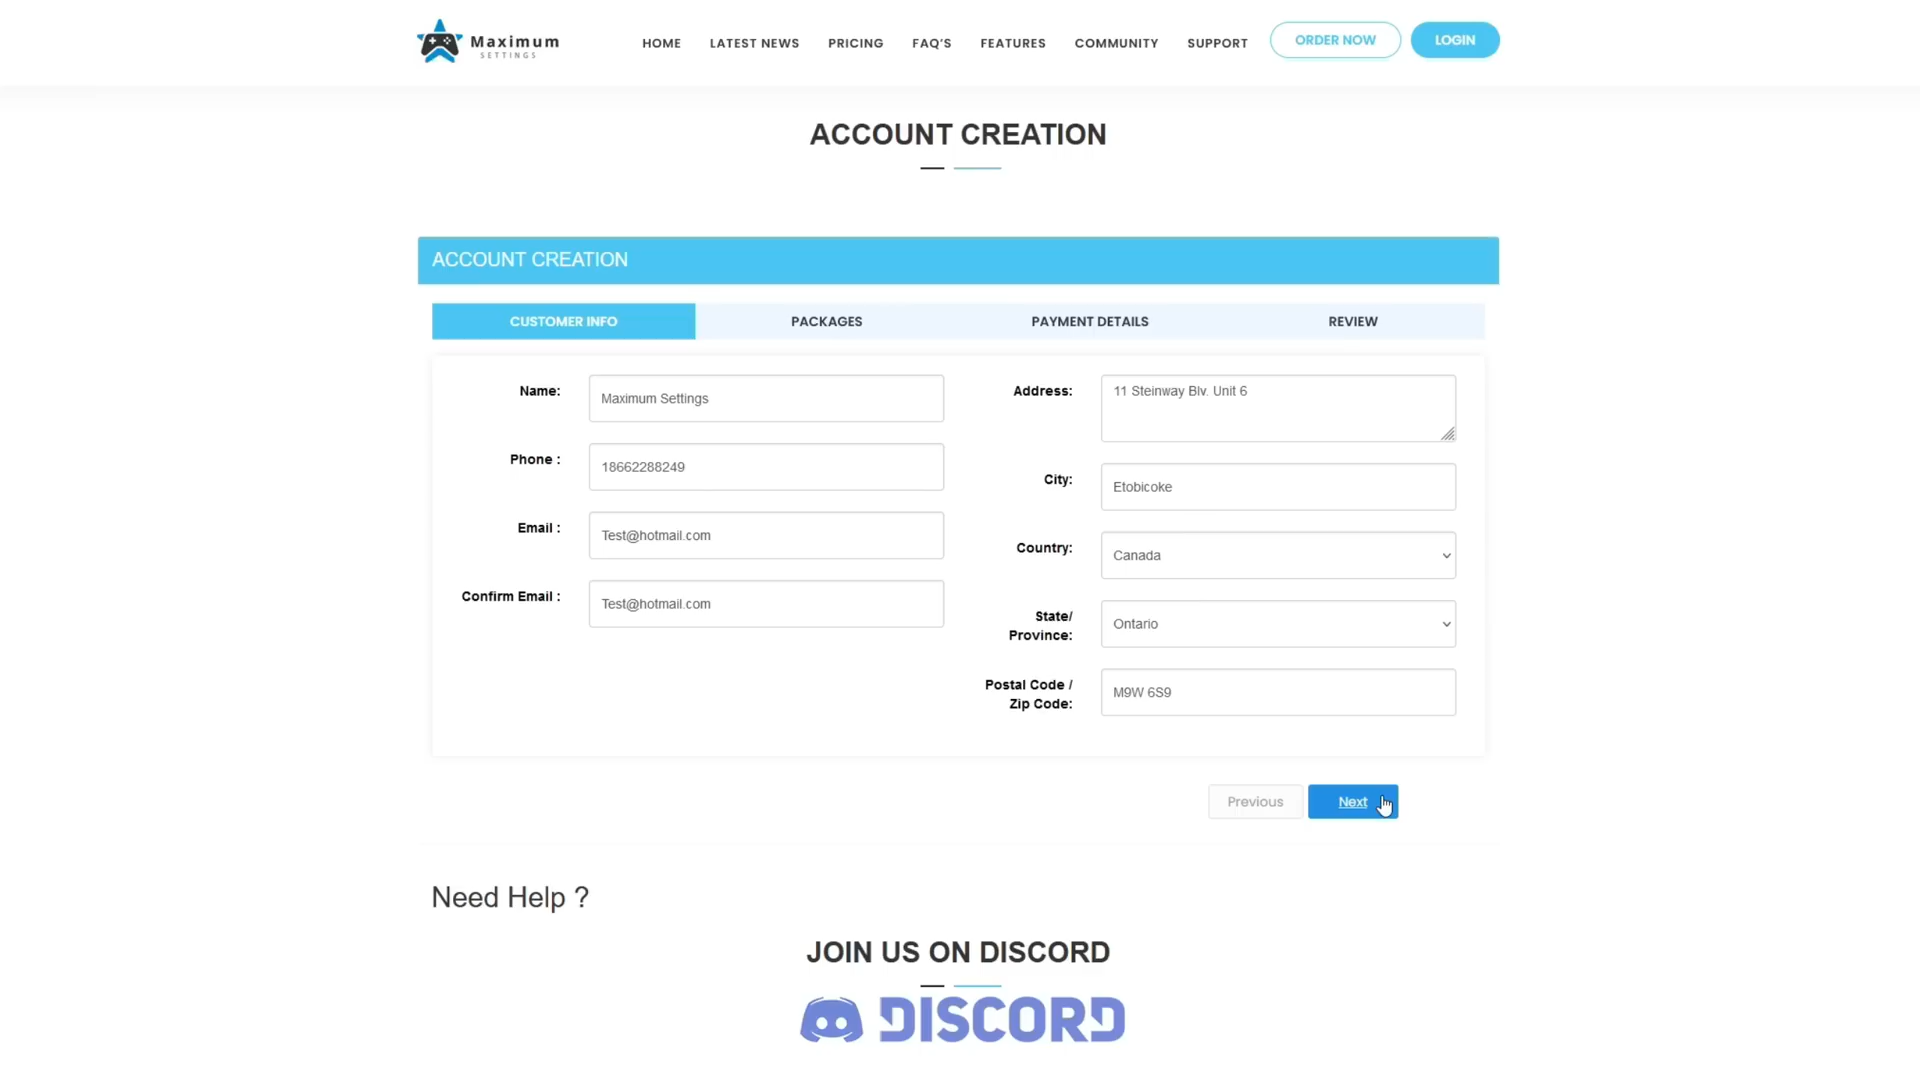 Maximum
SETTINGS
HOME
LATEST NEWS
PRICING
FAQ'S
FEATURES
COMMUNITY
SUPPORT
ORDER NOW
LOGIN
ACCOUNT CREATION
ACCOUNT CREATION
CUSTOMER INFO
PACKAGES
PAYMENT DETAILS
REVIEW
Name:
Maximum Settings
Phone :
18662288249
Email :
Test@hotmail.com
Confirm Email :
Test@hotmail.com
Address:
11 Steinway Blv. Unit 6
City:
Etobicoke
Country:
Canada
State/
Province:
Ontario
Postal Code /
Zip Code:
M9W 6S9
Previous
Next
Need Help ?
JOIN US ON DISCORD
DISCORD